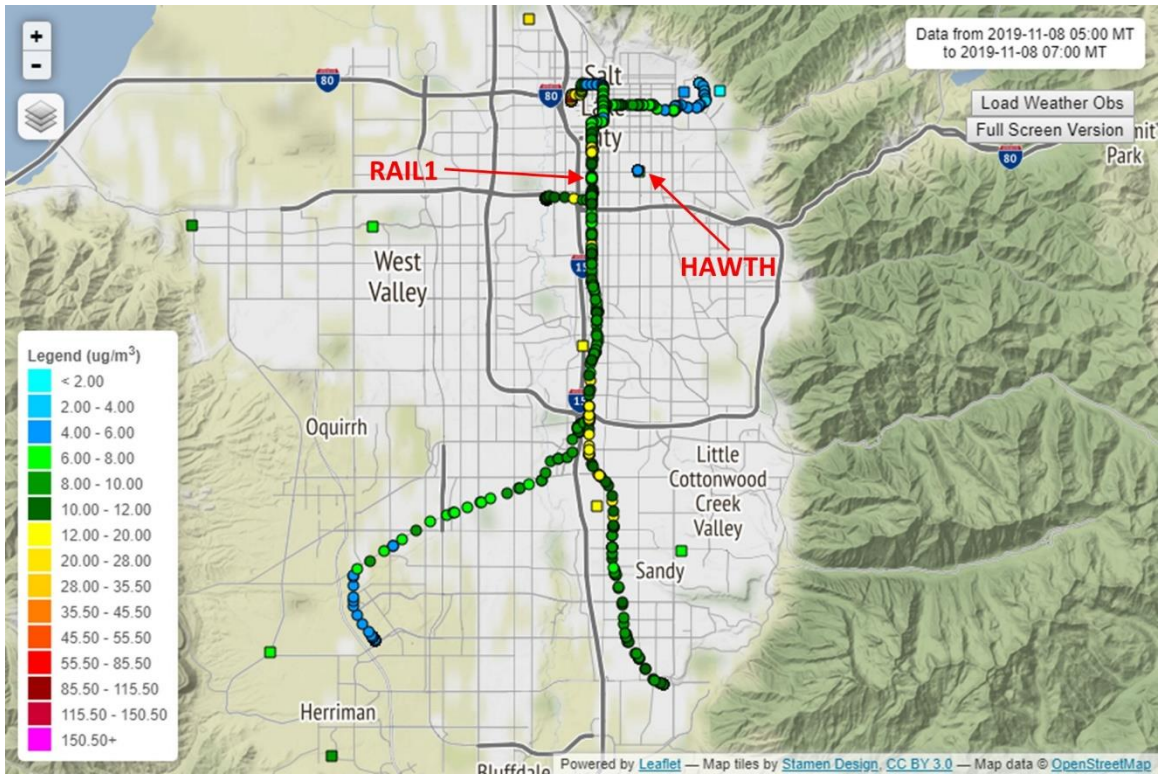 +
-
Data from 2019-11-08 05:00 MT
to 2019-11-08 07:00 MT
Load Weather Obs
Full Screen Version
80
Salt
Lake
City
80
80
Park
RAIL1
HAWTH
West
Valley
15
15
Oquirrh
Little
Cottonwood
Creek
Valley
Sandy
Herriman
Bluffdale
Legend (ug/m³)
< 2.00
2.00 - 4.00
4.00 - 6.00
6.00 - 8.00
8.00 - 10.00
10.00 - 12.00
12.00 - 20.00
20.00 - 28.00
28.00 - 35.50
35.50 - 45.50
45.50 - 55.50
55.50 - 85.50
85.50 - 115.50
115.50 - 150.50
150.50+
Powered by Leaflet — Map tiles by Stamen Design, CC BY 3.0 — Map data © OpenStreetMap